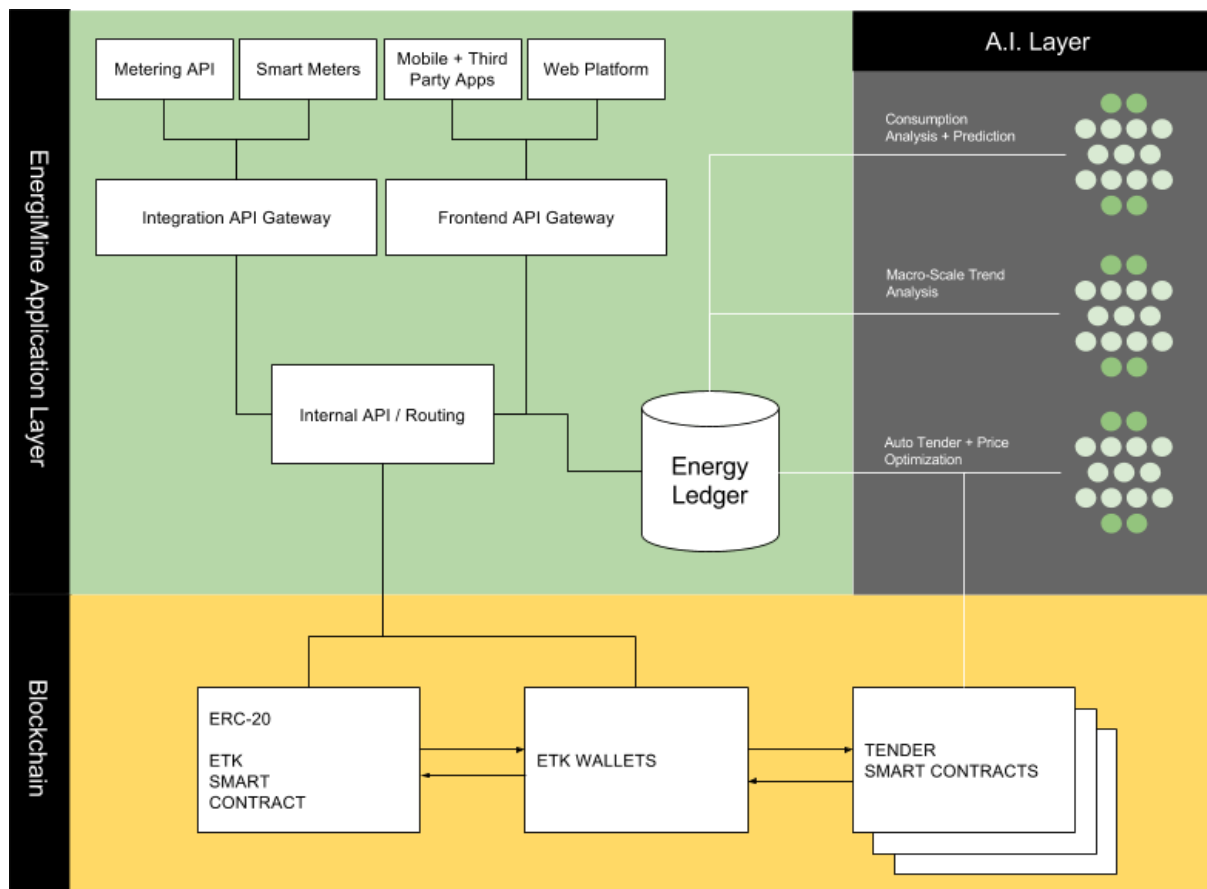 A.I. Layer
Metering API
Smart Meters
Mobile + Third
Party Apps
Web Platform
Consumption
Analysis + Prediction
EnergiMine Application Layer
Integration API Gateway
Frontend API Gateway
Macro-Scale Trend
Analysis
Internal API / Routing
Energy
Ledger
Auto Tender + Price
Optimization
Blockchain
ERC-20
ETK
SMART
CONTRACT
ETK WALLETS
TENDER
SMART CONTRACTS